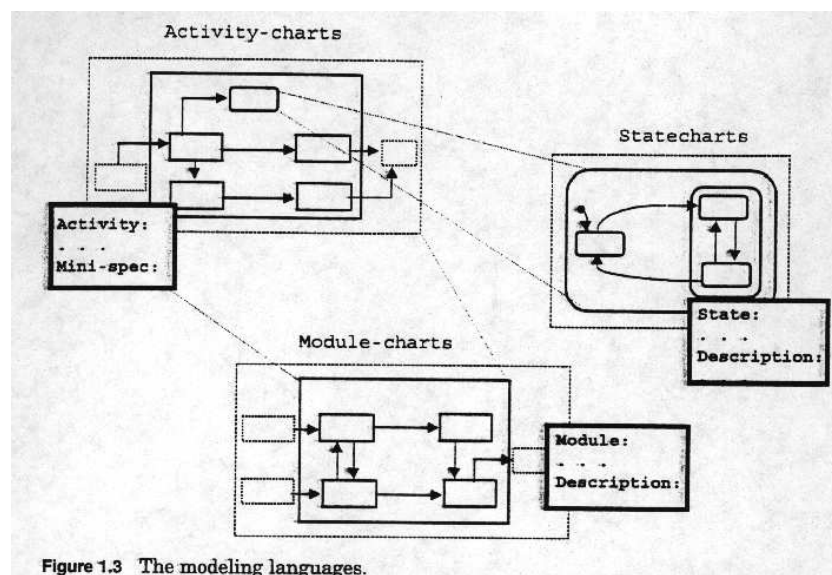 Activity-charts
Statecharts
Activity:
. . .
Mini-spec:
State:
. . .
Description:
Module-charts
Module:
. . .
Description:
Figure 1.3 The modeling languages.